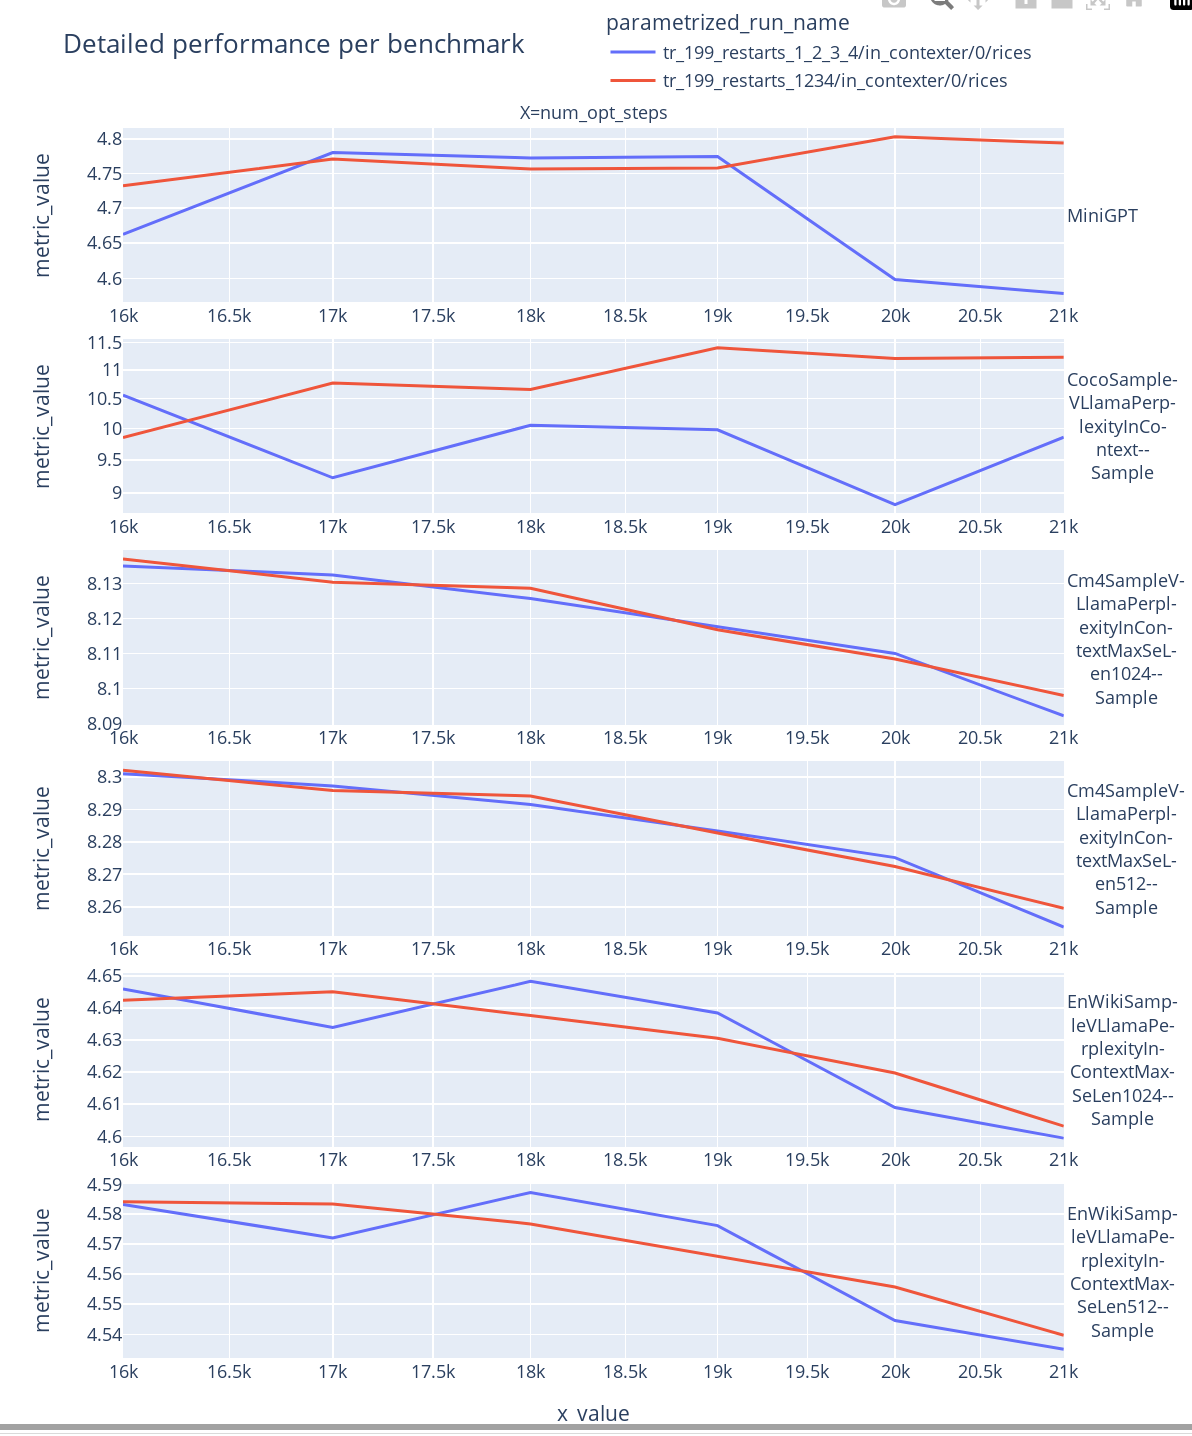 Detailed performance per benchmark
parametrized_run_name
tr_199_restarts_1_2_3_4/in_contexter/0/rices
tr_199_restarts_1234/in_contexter/0/rices
X=num_opt_steps
metric_value
4.8
4.75
4.7
4.65
4.6
16k 16.5k 17k 17.5k 18k 18.5k 19k 19.5k 20k 20.5k 21k
MiniGPT
metric_value
11.5
11
10.5
10
9.5
9
16k 16.5k 17k 17.5k 18k 18.5k 19k 19.5k 20k 20.5k 21k
CocoSample-
VLlamaPerp-
lexityInCo-
ntext--
Sample
metric_value
8.13
8.12
8.11
8.1
8.09
16k 16.5k 17k 17.5k 18k 18.5k 19k 19.5k 20k 20.5k 21k
Cm4SampleV-
LlamaPerpl-
exityInCon-
textMaxSeL-
en1024--
Sample
metric_value
8.3
8.29
8.28
8.27
8.26
16k 16.5k 17k 17.5k 18k 18.5k 19k 19.5k 20k 20.5k 21k
Cm4SampleV-
LlamaPerpl-
exityInCon-
textMaxSeL-
en512--
Sample
metric_value
4.65
4.64
4.63
4.62
4.61
4.6
16k 16.5k 17k 17.5k 18k 18.5k 19k 19.5k 20k 20.5k 21k
EnWikiSamp-
leVLlamaPe-
rplexityIn-
ContextMax-
SeLen1024--
Sample
metric_value
4.59
4.58
4.57
4.56
4.55
4.54
16k 16.5k 17k 17.5k 18k 18.5k 19k 19.5k 20k 20.5k 21k
EnWikiSamp-
leVLlamaPe-
rplexityIn-
ContextMax-
SeLen512--
Sample
x_value